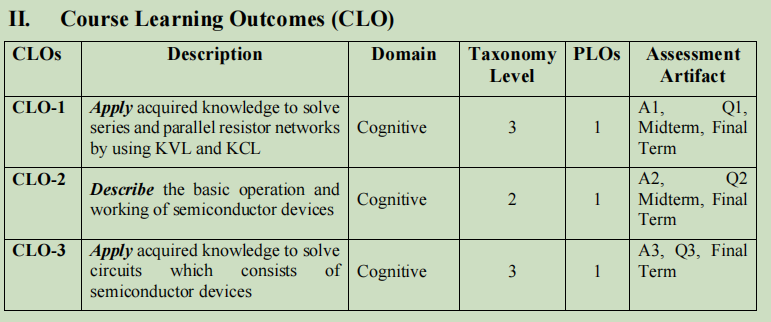 II. Course Learning Outcomes (CLO)
CLOs Description Domain Taxonomy Level PLOs Assessment Artifact
CLO-1 Apply acquired knowledge to solve series and parallel resistor networks by using KVL and KCL Cognitive 3 1 A1, Q1, Midterm, Final Term
CLO-2 Describe the basic operation and working of semiconductor devices Cognitive 2 1 A2, Q2 Midterm, Final Term
CLO-3 Apply acquired knowledge to solve circuits which consists of semiconductor devices Cognitive 3 1 A3, Q3, Final Term